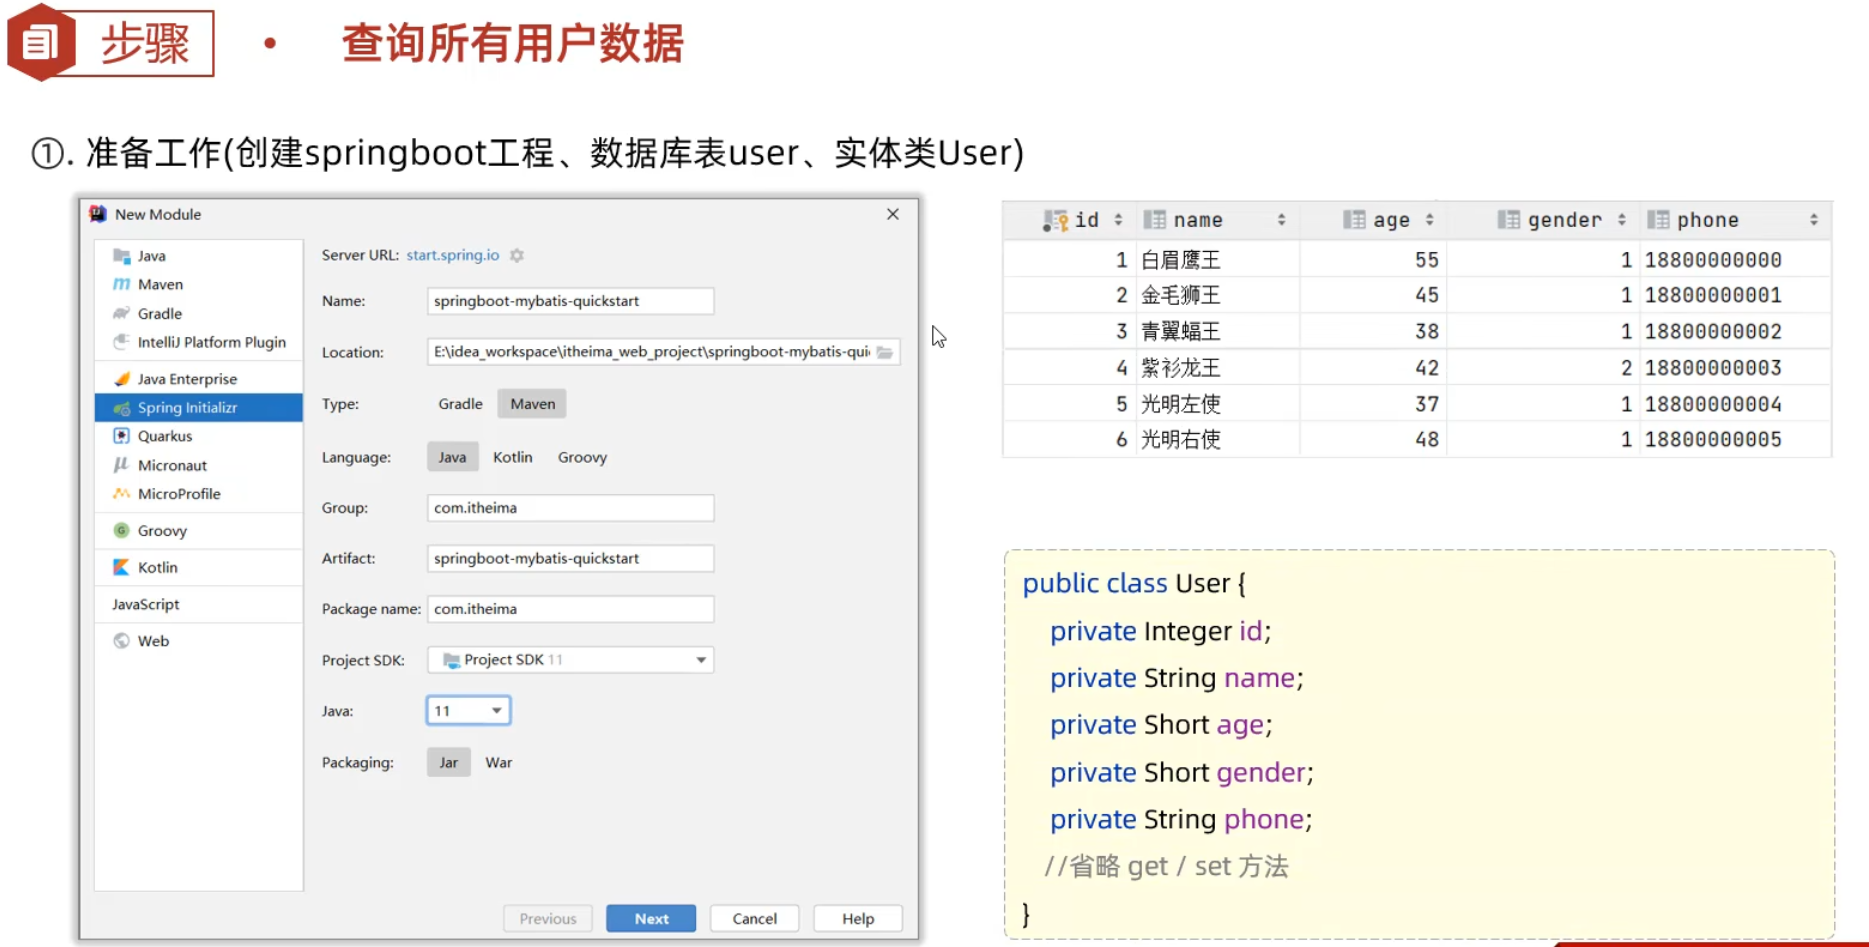 步骤
• 查询所有用户数据
①. 准备工作(创建springboot工程、数据库表user、实体类User)
New Module
Java
Maven
Gradle
IntelliJ Platform Plugin
Java Enterprise
Spring Initializr
Quarkus
Micronaut
MicroProfile
Groovy
Kotlin
JavaScript
Web
Server URL: start.spring.io
Name: springboot-mybatis-quickstart
Location: E:\idea_workspace\itheima_web_project\springboot-mybatis-qui
Type: Gradle Maven
Language: Java Kotlin Groovy
Group: com.itheima
Artifact: springboot-mybatis-quickstart
Package name: com.itheima
Project SDK: Project SDK 11
Java: 11
Packaging: Jar War
Previous Next Cancel Help
id name age gender phone
1 白眉鹰王 55 1 18800000000
2 金毛狮王 45 1 18800000001
3 青翼蝠王 38 1 18800000002
4 紫衫龙王 42 2 18800000003
5 光明左使 37 1 18800000004
6 光明右使 48 1 18800000005
public class User {
private Integer id;
private String name;
private Short age;
private Short gender;
private String phone;
//省略 get / set 方法
}